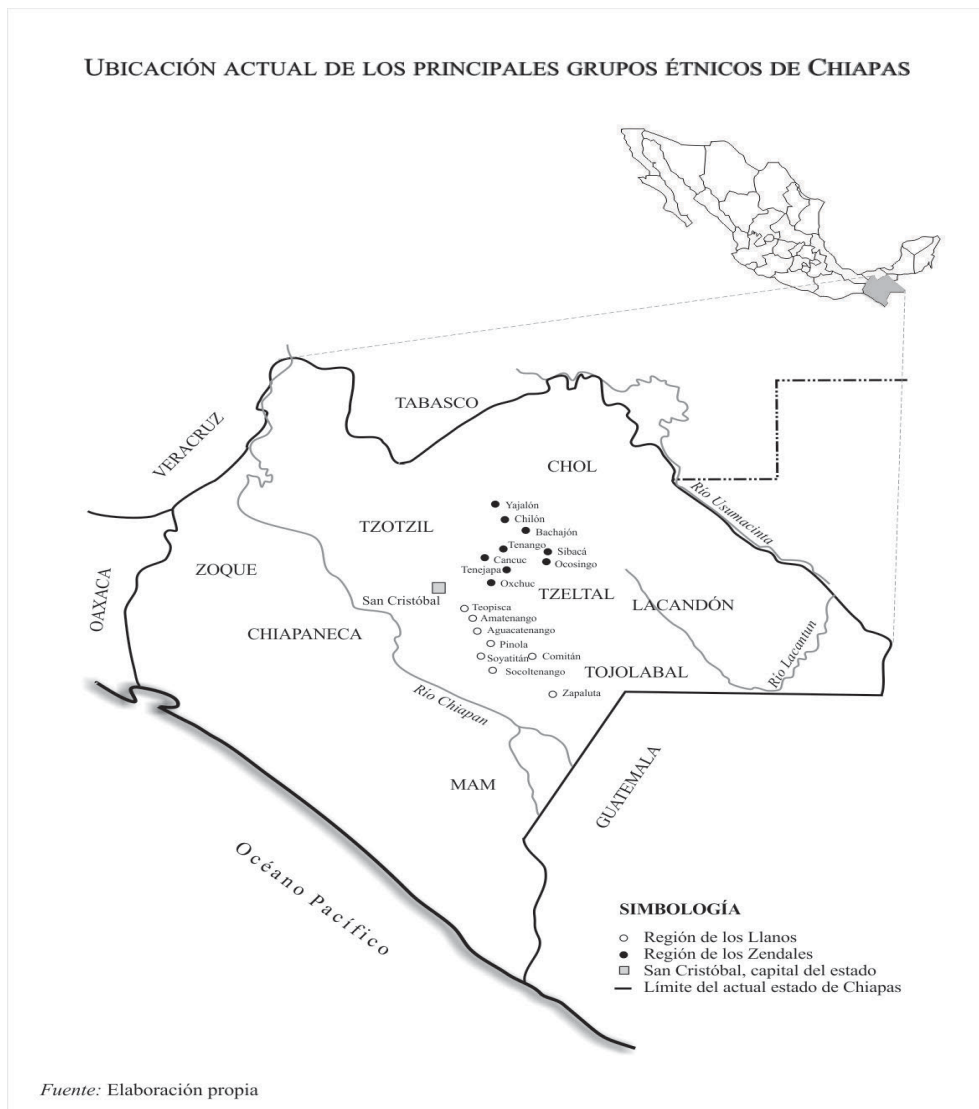 UBICACIÓN ACTUAL DE LOS PRINCIPALES GRUPOS ÉTNICOS DE CHIAPAS
TABASCO
VERACRUZ
CHOL
Río Usumacinta
Yajalón
Chilón
TZOTZIL
Bachajón
Tenango
Sibacá
Cancuc
Ocosingo
ZOQUE
Tenejapa
OAXACA
Oxchuc
TZELTAL
San Cristóbal
LACANDÓN
Teopisca
Amatenango
CHIAPANECA
Aguacatenango
Pinola
Río Lacantun
Soyatitán
Comitán
Socoltenango
TOJOLABAL
Río Chiapan
Zapaluta
MAM
GUATEMALA
Océano Pacífico
SIMBOLOGÍA
Región de los Llanos
Región de los Zendales
San Cristóbal, capital del estado
Límite del actual estado de Chiapas
Fuente: Elaboración propia